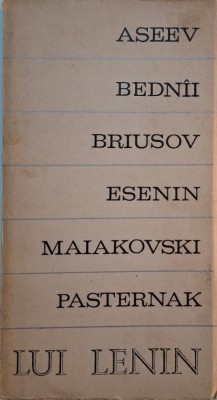 ASEEV
BEDNÎI
BRIUSOV
ESENIN
MAIAKOVSKI
PASTERNAK
LUI LENIN